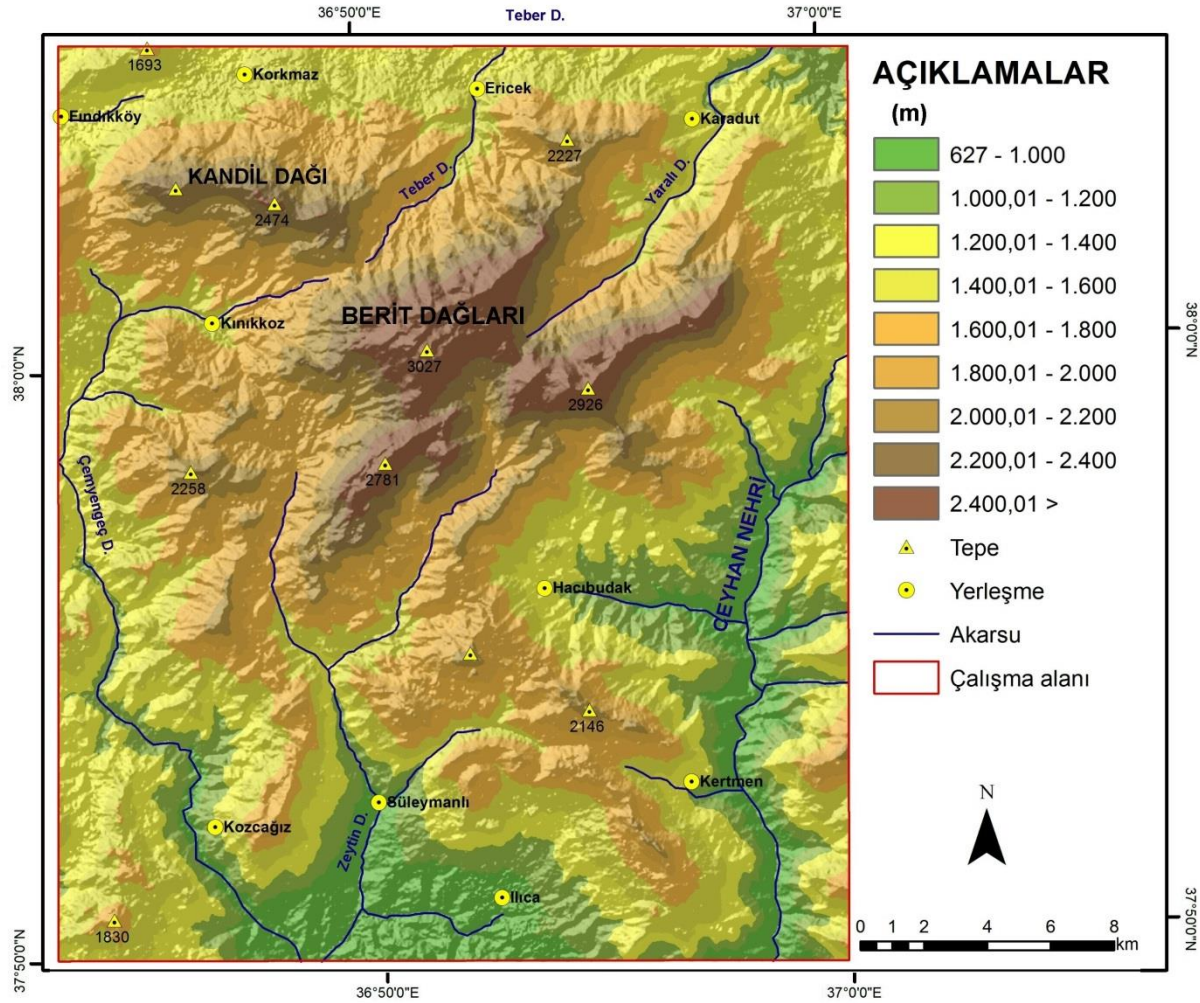 36°50'0"E
Teber D.
37°0'0"E
1693
Korkmaz
Fındıkköy
Ericek
Karadut
2227
KANDİL DAĞI
2474
Teber D.
Yaralı D.
BERİT DAĞLARI
Kınıkkoz
3027
2926
38°0'0"N
38°0'0"N
2258
2781
Çemyengeç D.
CEYHAN NEHRİ
Hacıbudak
2146
Kertmen
Süleymanlı
Kozcağız
Zeytin D.
Ilıca
1830
37°50'0"N
37°50'0"N
36°50'0"E
37°0'0"E
AÇIKLAMALAR
(m)
627 - 1.000
1.000,01 - 1.200
1.200,01 - 1.400
1.400,01 - 1.600
1.600,01 - 1.800
1.800,01 - 2.000
2.000,01 - 2.200
2.200,01 - 2.400
2.400,01 >
Tepe
Yerleşme
Akarsu
Çalışma alanı
N
0 1 2 4 6 8
km